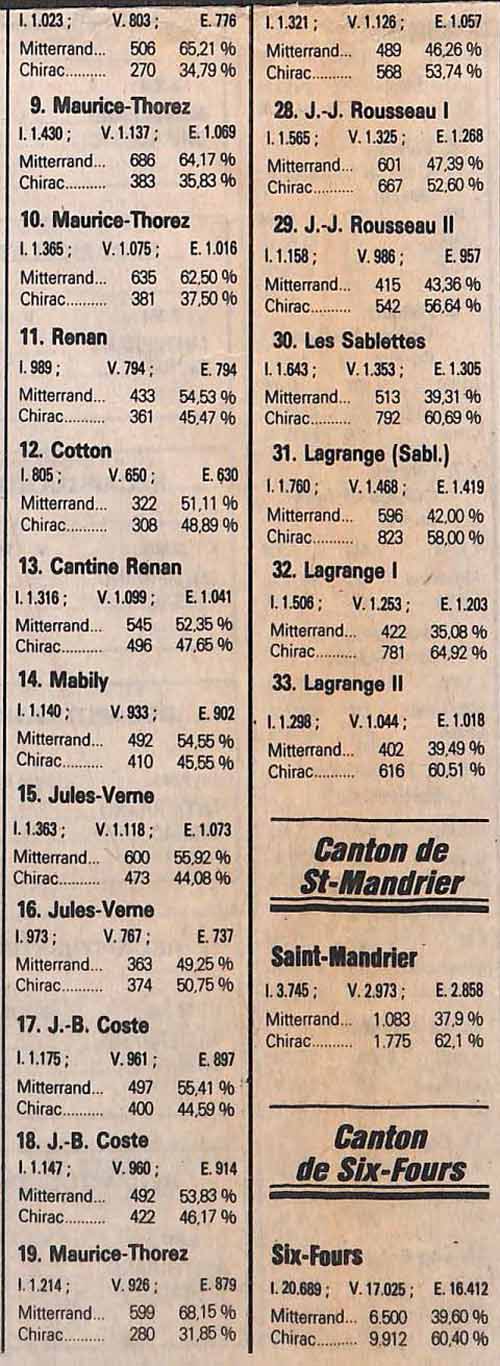 I. 1.023 ; V. 803 ; E. 776
Mitterrand... 506 65,21 %
Chirac.......... 270 34,79 %
9. Maurice-Thorez
I. 1.430 ; V. 1.137 ; E. 1.069
Mitterrand... 686 64,17 %
Chirac.......... 383 35,83 %
10. Maurice-Thorez
I. 1.365 ; V. 1.075 ; E. 1.016
Mitterrand... 635 62,50 %
Chirac.......... 381 37,50 %
11. Renan
I. 989 ; V. 794 ; E. 794
Mitterrand... 433 54,53 %
Chirac.......... 361 45,47 %
12. Cotton
I. 805 ; V. 650 ; E. 630
Mitterrand... 322 51,11 %
Chirac.......... 308 48,89 %
13. Cantine Renan
I. 1.316 ; V. 1.099 ; E. 1.041
Mitterrand... 545 52,35 %
Chirac.......... 496 47,65 %
14. Mabily
I. 1.140 ; V. 933 ; E. 902
Mitterrand... 492 54,55 %
Chirac.......... 410 45,55 %
15. Jules-Verne
I. 1.363 ; V. 1.118 ; E. 1.073
Mitterrand... 600 55,92 %
Chirac.......... 473 44,08 %
16. Jules-Verne
I. 973 ; V. 767 ; E. 737
Mitterrand... 363 49,25 %
Chirac.......... 374 50,75 %
17. J.-B. Coste
I. 1.175 ; V. 961 ; E. 897
Mitterrand... 497 55,41 %
Chirac.......... 400 44,59 %
18. J.-B. Coste
I. 1.147 ; V. 960 ; E. 914
Mitterrand... 492 53,83 %
Chirac.......... 422 46,17 %
19. Maurice-Thorez
I. 1.214 ; V. 926 ; E. 879
Mitterrand... 599 68,15 %
Chirac.......... 280 31,85 %
I. 1.321 ; V. 1.126 ; E. 1.057
Mitterrand... 489 46,26 %
Chirac.......... 568 53,74 %
28. J.-J. Rousseau I
I. 1.565 ; V. 1.325 ; E. 1.268
Mitterrand... 601 47,39 %
Chirac.......... 667 52,60 %
29. J.-J. Rousseau II
I. 1.158 ; V. 986 ; E. 957
Mitterrand... 415 43,36 %
Chirac.......... 542 56,64 %
30. Les Sablettes
I. 1.643 ; V. 1.353 ; E. 1.305
Mitterrand... 513 39,31 %
Chirac.......... 792 60,69 %
31. Lagrange (Sabl.)
I. 1.760 ; V. 1.468 ; E. 1.419
Mitterrand... 596 42,00 %
Chirac.......... 823 58,00 %
32. Lagrange I
I. 1.506 ; V. 1.253 ; E. 1.203
Mitterrand... 422 35,08 %
Chirac.......... 781 64,92 %
33. Lagrange II
I. 1.298 ; V. 1.044 ; E. 1.018
Mitterrand... 402 39,49 %
Chirac.......... 616 60,51 %
Canton de
St-Mandrier
Saint-Mandrier
I. 3.745 ; V. 2.973 ; E. 2.858
Mitterrand... 1.083 37,9 %
Chirac.......... 1.775 62,1 %
Canton
de Six-Fours
Six-Fours
I. 20.689 ; V. 17.025 ; E. 16.412
Mitterrand... 6.500 39,60 %
Chirac.......... 9.912 60,40 %